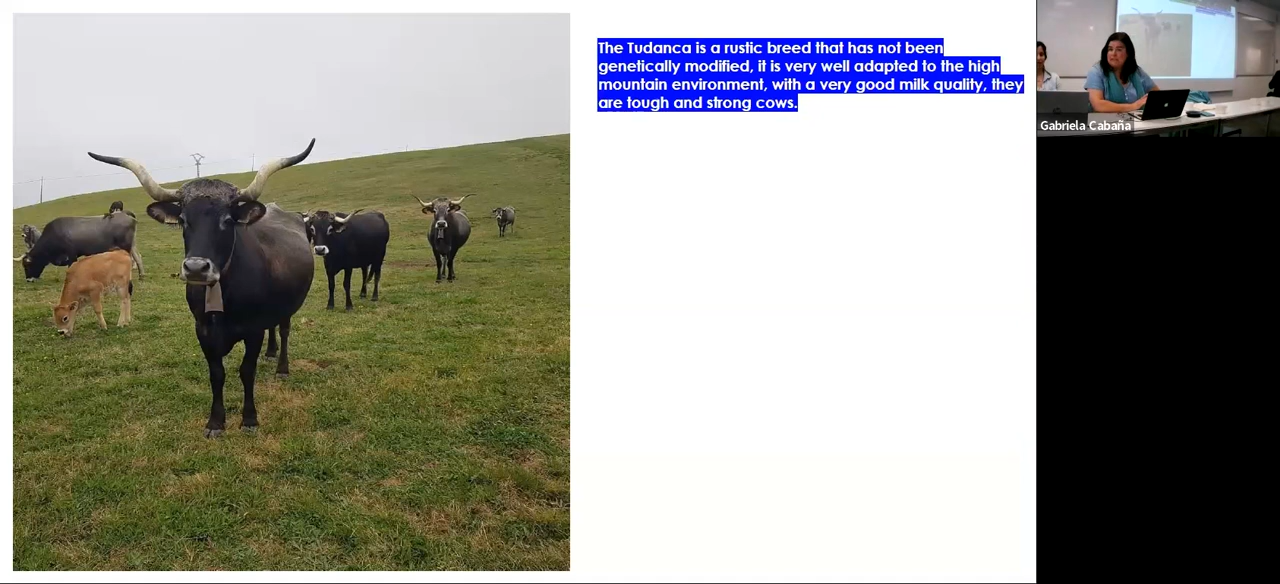 The Tudanca is a rustic breed that has not been
genetically modified, it is very well adapted to the high
mountain environment, with a very good milk quality, they
are tough and strong cows.
Gabriela Cabaña